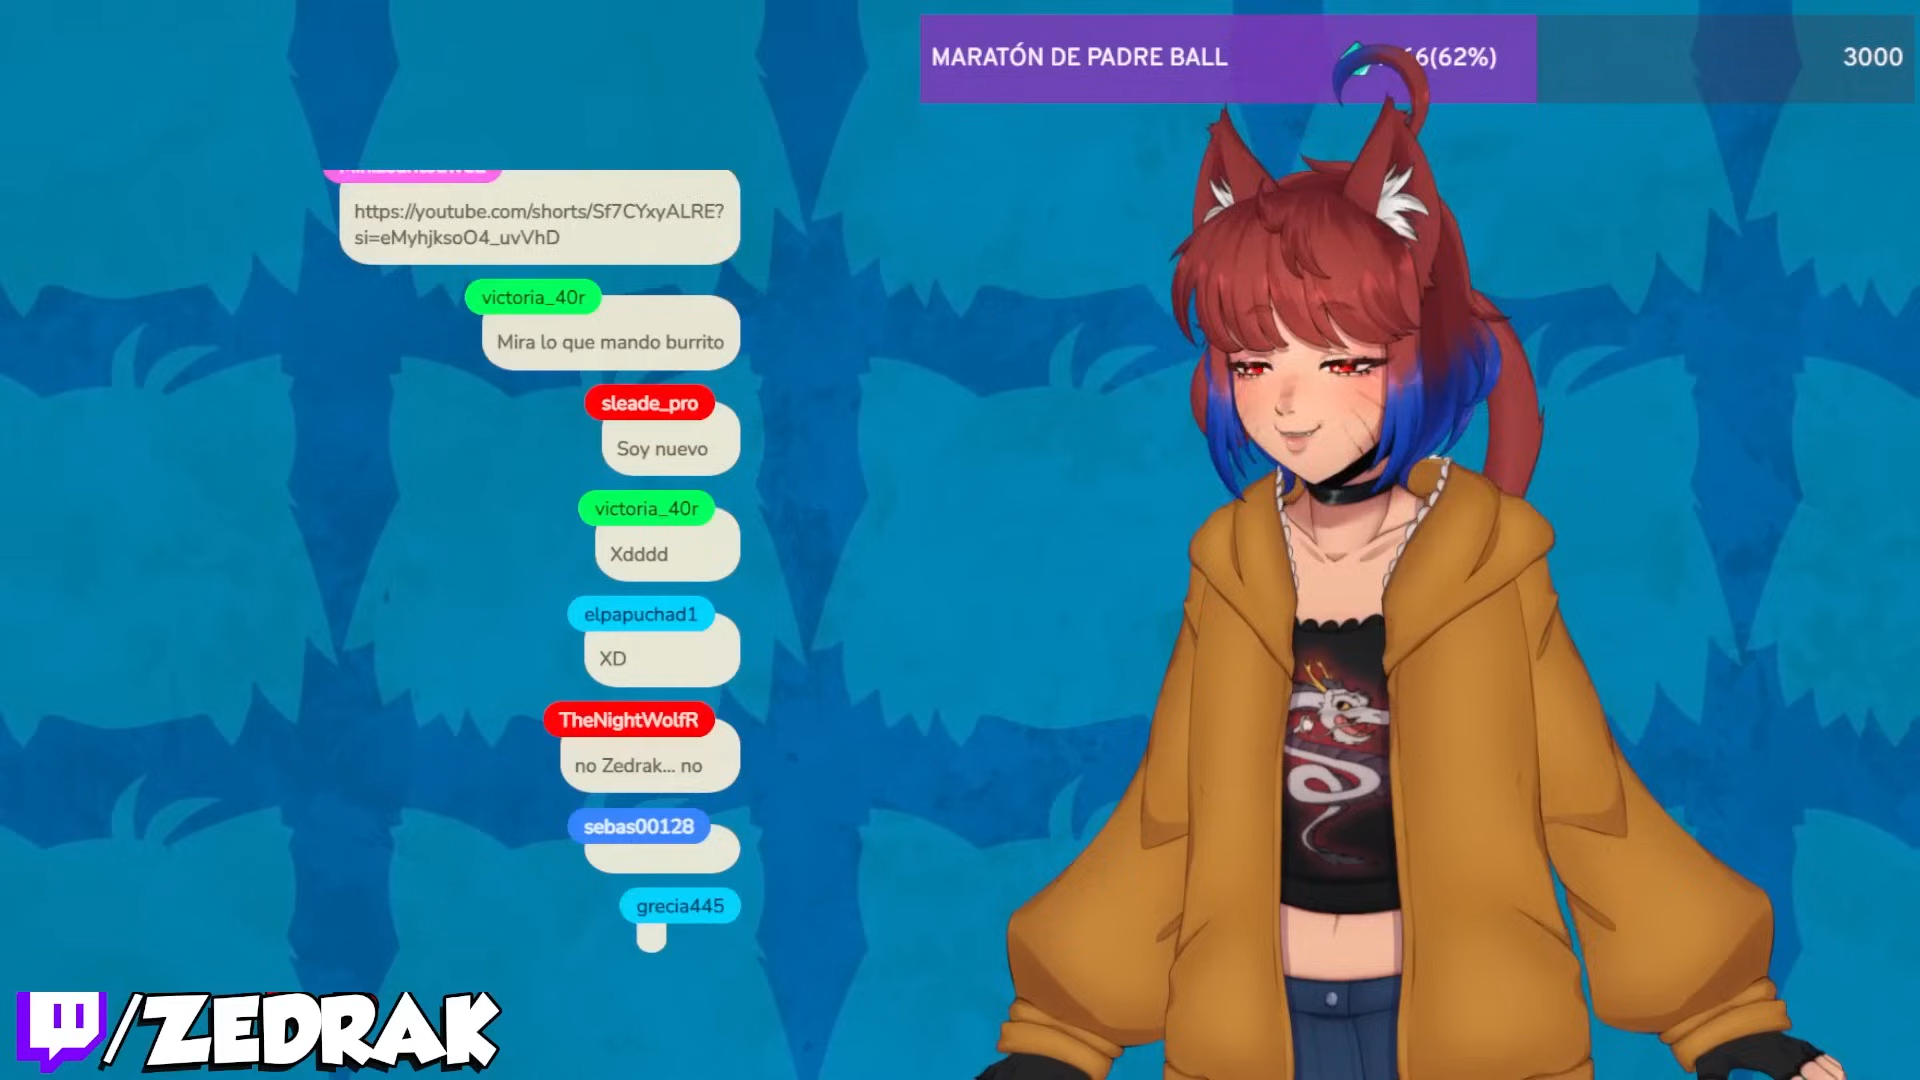 MARATÓN DE PADRE BALL
6(62%)
3000
https://youtube.com/shorts/Sf7CYxyALRE?
si=eMyhjksoO4_uvVhD
victoria_40r
Mira lo que mando burrito
sleade_pro
Soy nuevo
victoria_40r
Xdddd
elpapuchad1
XD
TheNightWolfR
no Zedrak... no
sebas00128
grecia445
/ZEDRAK